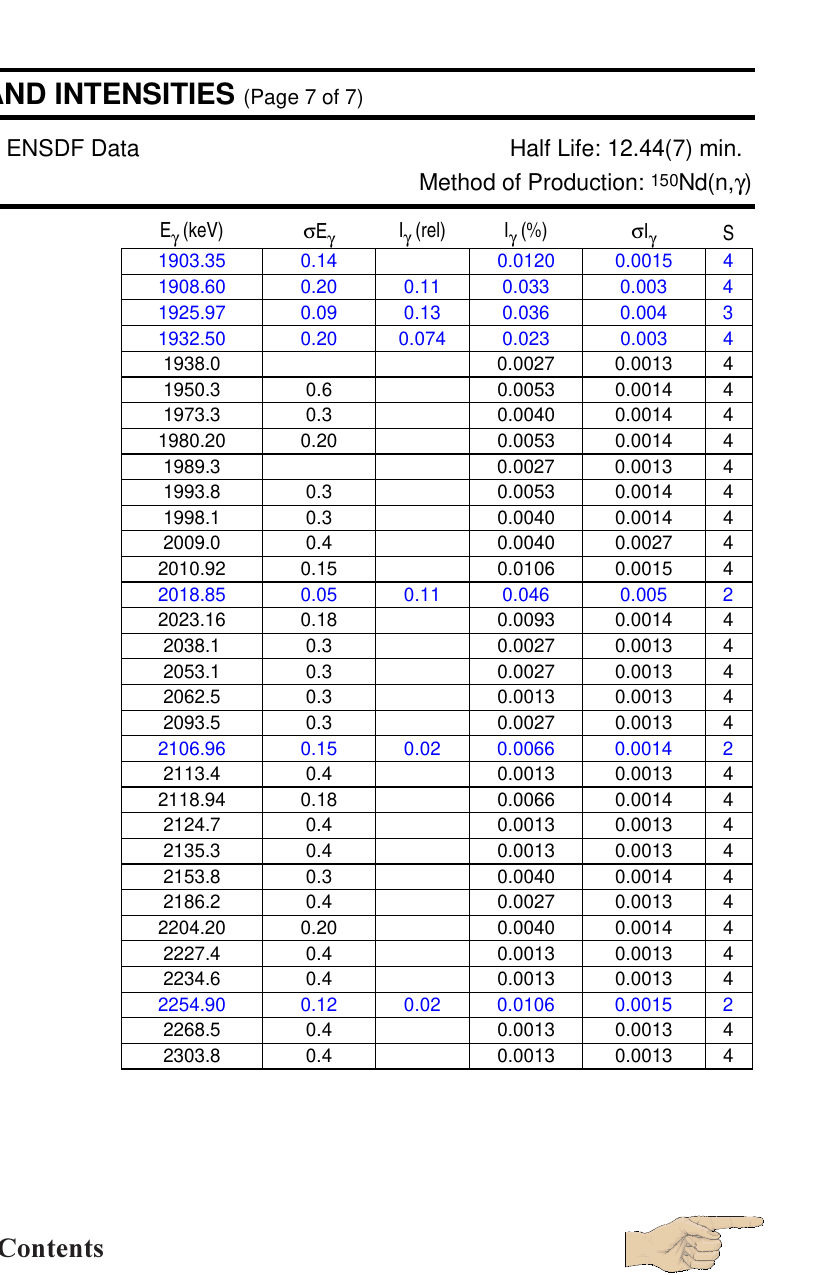 AND INTENSITIES (Page 7 of 7)
ENSDF Data Half Life: 12.44(7) min.
Method of Production: 150Nd(n,γ)
Eγ (keV) σEγ Iγ (rel) Iγ (%) σIγ S
1903.35 0.14 0.0120 0.0015 4
1908.60 0.20 0.11 0.033 0.003 4
1925.97 0.09 0.13 0.036 0.004 3
1932.50 0.20 0.074 0.023 0.003 4
1938.0 0.0027 0.0013 4
1950.3 0.6 0.0053 0.0014 4
1973.3 0.3 0.0040 0.0014 4
1980.20 0.20 0.0053 0.0014 4
1989.3 0.0027 0.0013 4
1993.8 0.3 0.0053 0.0014 4
1998.1 0.3 0.0040 0.0014 4
2009.0 0.4 0.0040 0.0027 4
2010.92 0.15 0.0106 0.0015 4
2018.85 0.05 0.11 0.046 0.005 2
2023.16 0.18 0.0093 0.0014 4
2038.1 0.3 0.0027 0.0013 4
2053.1 0.3 0.0027 0.0013 4
2062.5 0.3 0.0013 0.0013 4
2093.5 0.3 0.0027 0.0013 4
2106.96 0.15 0.02 0.0066 0.0014 2
2113.4 0.4 0.0013 0.0013 4
2118.94 0.18 0.0066 0.0014 4
2124.7 0.4 0.0013 0.0013 4
2135.3 0.4 0.0013 0.0013 4
2153.8 0.3 0.0040 0.0014 4
2186.2 0.4 0.0027 0.0013 4
2204.20 0.20 0.0040 0.0014 4
2227.4 0.4 0.0013 0.0013 4
2234.6 0.4 0.0013 0.0013 4
2254.90 0.12 0.02 0.0106 0.0015 2
2268.5 0.4 0.0013 0.0013 4
2303.8 0.4 0.0013 0.0013 4
Contents